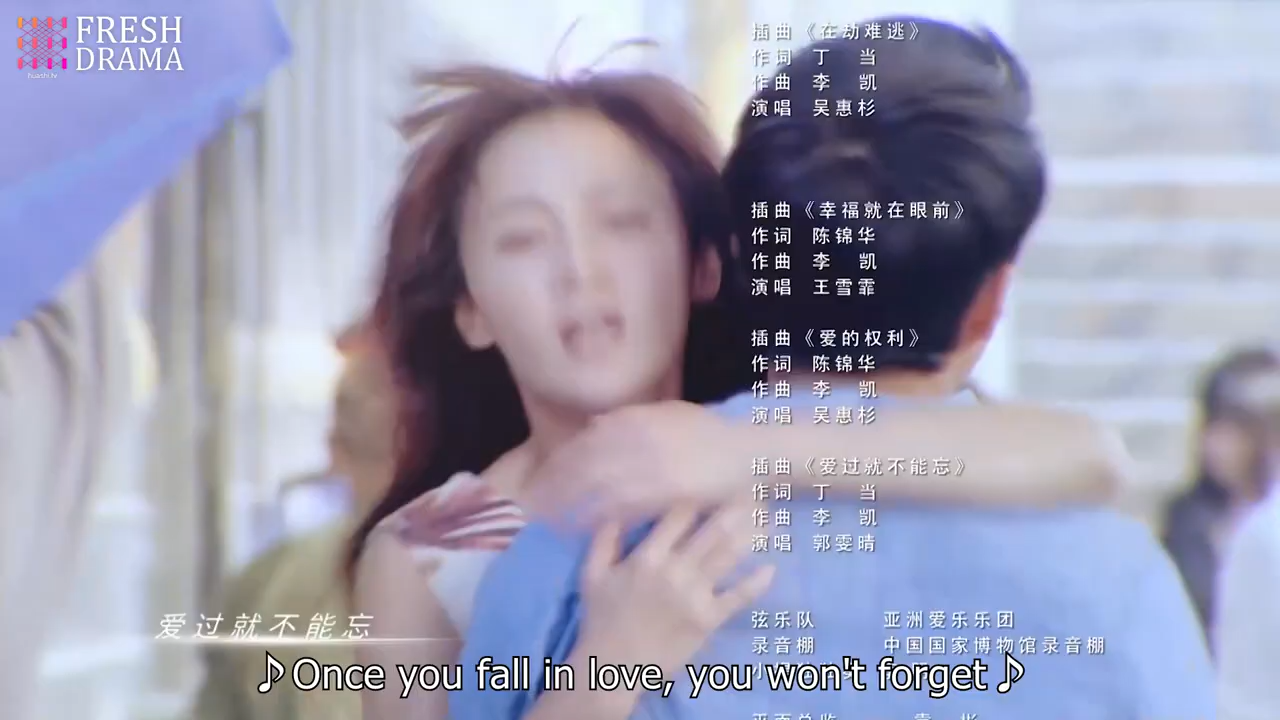 FRESH
DRAMA
huashi.tv
插曲《在劫难逃》
作词 丁 当
作曲 李 凯
演唱 吴惠杉
插曲《幸福就在眼前》
作词 陈锦华
作曲 李 凯
演唱 王雪霏
插曲《爱的权利》
作词 陈锦华
作曲 李 凯
演唱 吴惠杉
插曲《爱过就不能忘》
作词 丁 当
作曲 李 凯
演唱 郭雯晴
弦乐队 亚洲爱乐乐团
录音棚 中国国家博物馆录音棚
爱过就不能忘
♪Once you fall in love, you won't forget♪